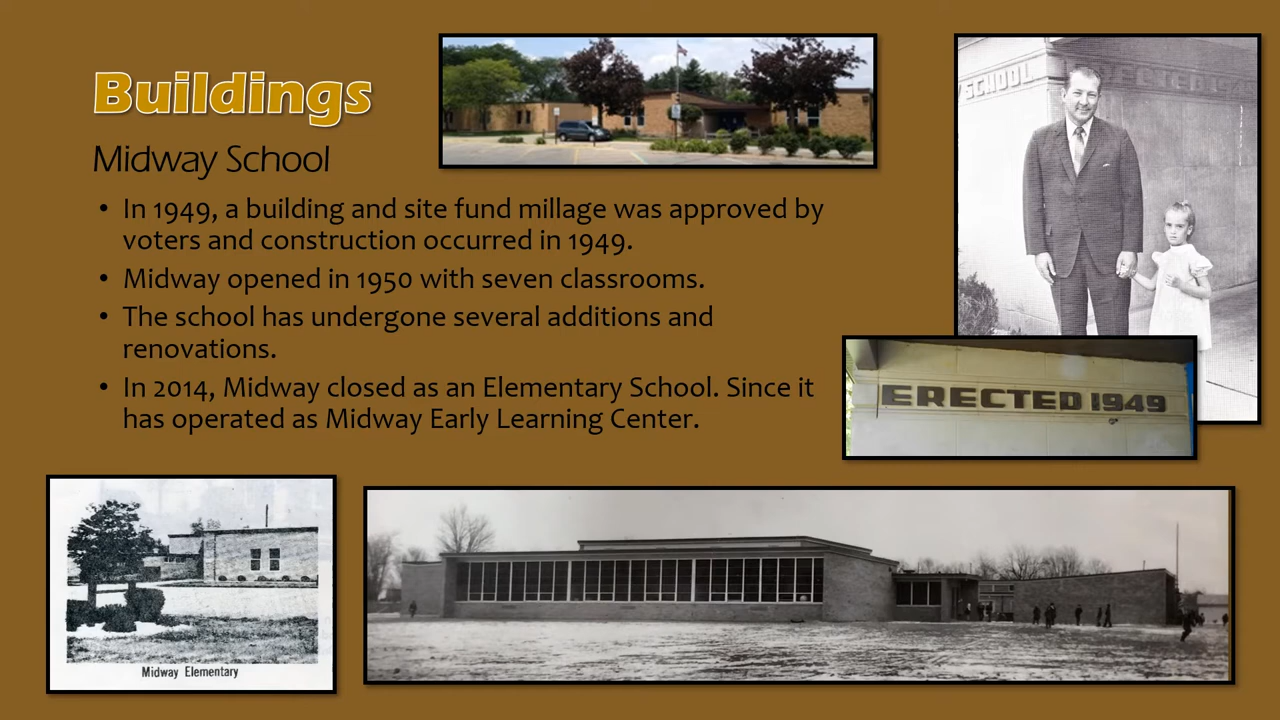 Buildings
Midway School
• In 1949, a building and site fund millage was approved by
voters and construction occurred in 1949.
• Midway opened in 1950 with seven classrooms.
• The school has undergone several additions and
renovations.
• In 2014, Midway closed as an Elementary School. Since it
has operated as Midway Early Learning Center.
SCHOOL
ERECTED 1949
Midway Elementary